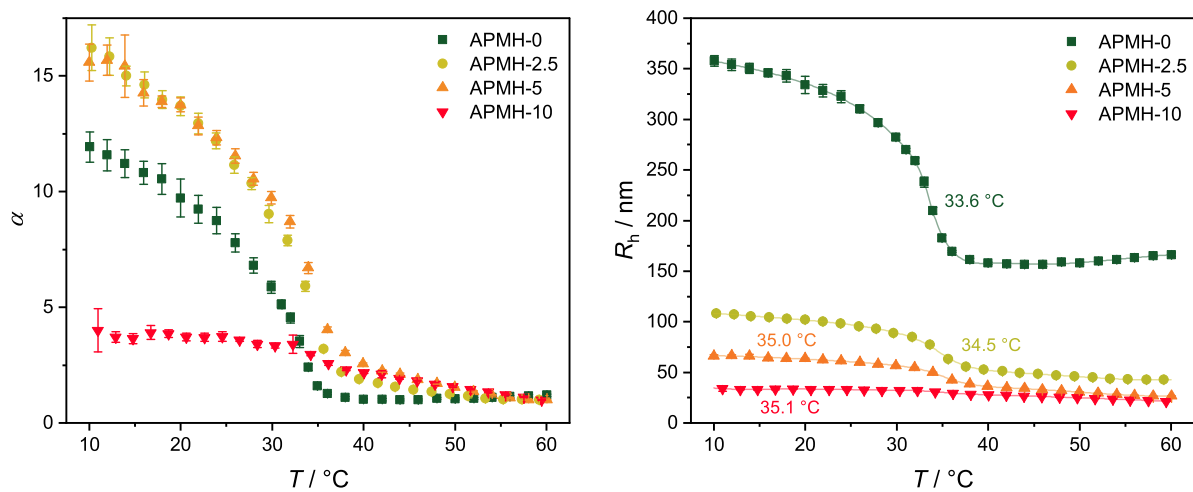 APMH-0
APMH-2.5
APMH-5
APMH-10
15
10
5
0
α
10 20 30 40 50 60
T / °C
400
350
300
250
200
150
100
50
0
R_h / nm
APMH-0
APMH-2.5
APMH-5
APMH-10
33.6 °C
35.0 °C
34.5 °C
35.1 °C
10 20 30 40 50 60
T / °C